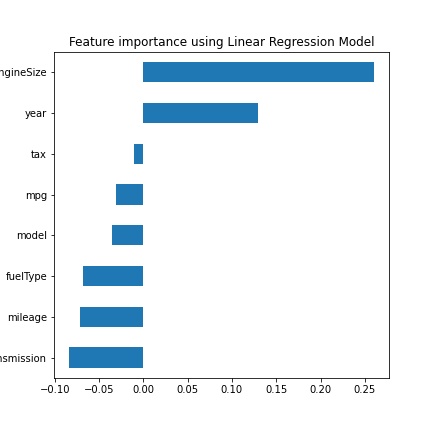 Feature importance using Linear Regression Model
ngineSize
year
tax
mpg
model
fuelType
mileage
nsmission
−0.10 −0.05 0.00 0.05 0.10 0.15 0.20 0.25